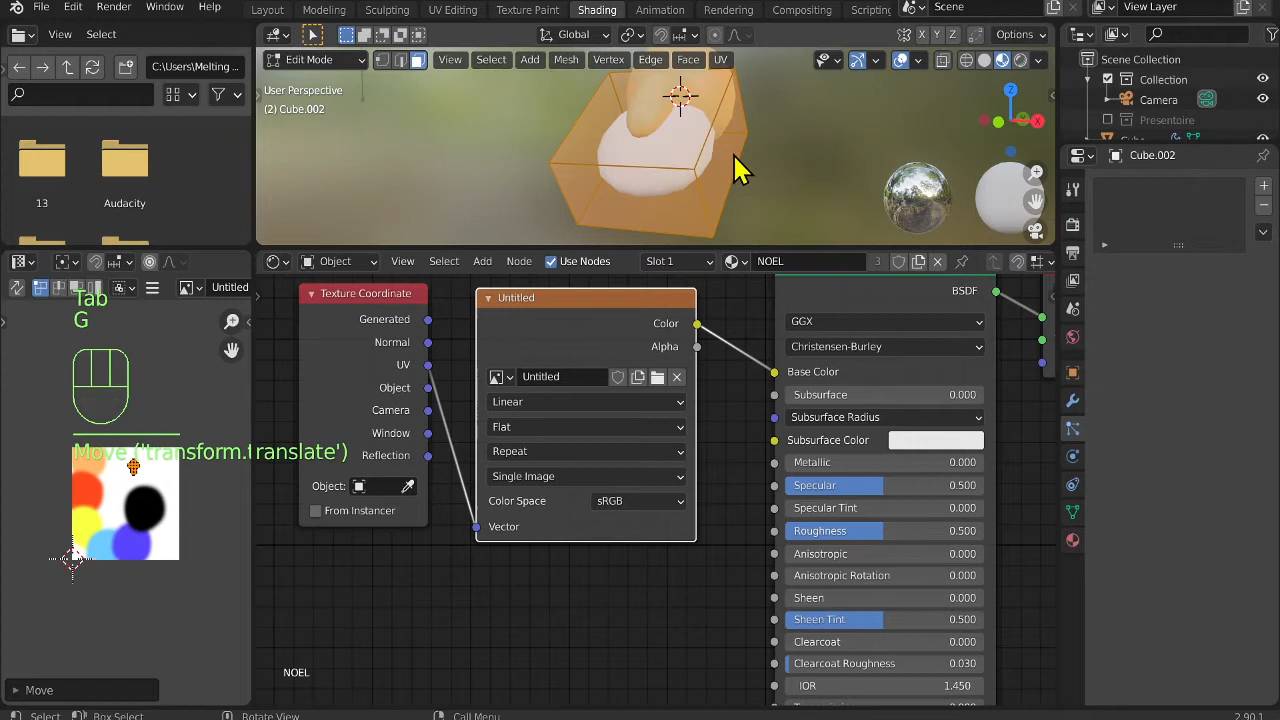 File Edit Render Window Help
Layout Modeling Sculpting UV Editing Texture Paint Shading Animation Rendering Compositing Scripting
Scene
View Layer
View Select
Global
X Y Z
Options
C:\Users\Melting ...
Edit Mode
View Select Add Mesh Vertex Edge Face UV
Scene Collection
Collection
Camera
Presentoire
User Perspective
(2) Cube.002
Z
X
Cube.002
13
Audacity
Object
View Select Add Node
Use Nodes
Slot 1
NOEL
3
Untitled
Tab
G
Move ('transform.translate')
Texture Coordinate
Generated
Normal
UV
Object
Camera
Window
Reflection
Object:
From Instancer
Untitled
Color
Alpha
Untitled
Linear
Flat
Repeat
Single Image
Color Space sRGB
Vector
BSDF
GGX
Christensen-Burley
Base Color
Subsurface 0.000
Subsurface Radius
Subsurface Color
Metallic 0.000
Specular 0.500
Specular Tint 0.000
Roughness 0.500
Anisotropic 0.000
Anisotropic Rotation 0.000
Sheen 0.000
Sheen Tint 0.500
Clearcoat 0.000
Clearcoat Roughness 0.030
IOR 1.450
NOEL
Move
Select
Box Select
Rotate View
Call Menu
2.90.1